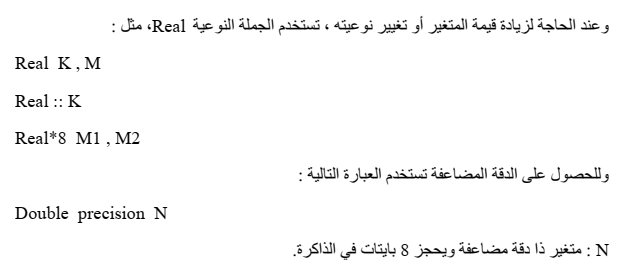 وعند الحاجة لزيادة قيمة المتغير أو تغيير نوعيته ، تستخدم الجملة النوعية Real، مثل :
Real K , M
Real :: K
Real*8 M1 , M2
وللحصول على الدقة المضاعفة تستخدم العبارة التالية :
Double precision N
N : متغير ذا دقة مضاعفة ويحجز 8 بايتات في الذاكرة.